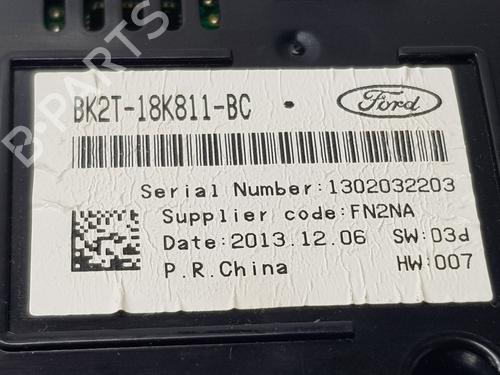 BK2T-18K811-BC
Ford
Serial Number:1302032203
Supplier code:FN2NA
Date:2013.12.06 SW:03d
P.R.China HW:007
B-PARTS